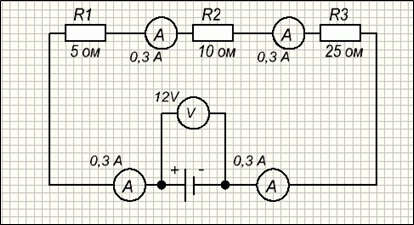 R1 R2 R3
A A
5 ом 0,3 А 10 ом 0,3 А 25 ом
12V
V
0,3 А 0,3 А
+ -
A A